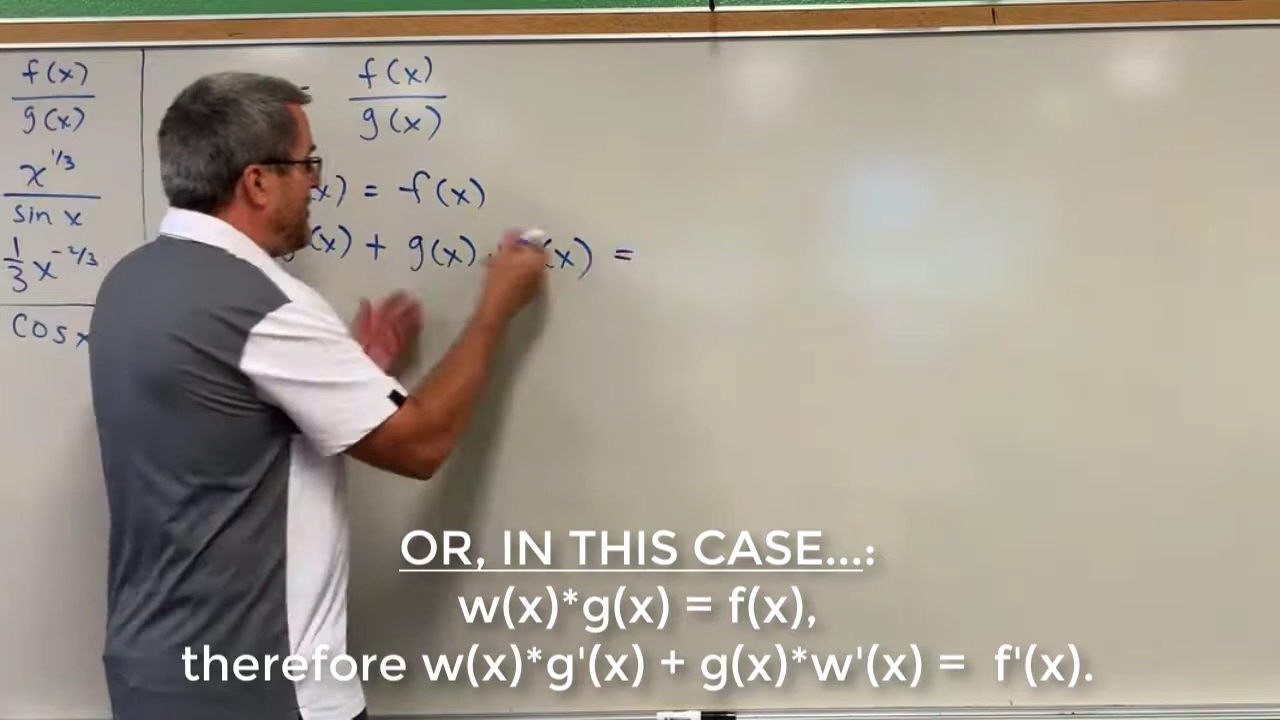 f(x)
g(x)
x^1/3
sin x
1/3 x^-2/3
cos x
f(x)
g(x)
x) = f(x)
(x) + g(x) · (x) =
OR, IN THIS CASE...:
w(x)*g(x) = f(x),
therefore w(x)*g'(x) + g(x)*w'(x) = f'(x).